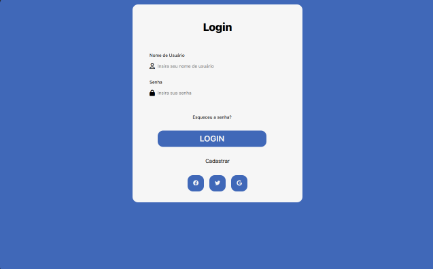 Login
Nome de Usuário
Insira seu nome de usuário
Senha
Insira sua senha
Esqueceu a senha?
LOGIN
Cadastrar